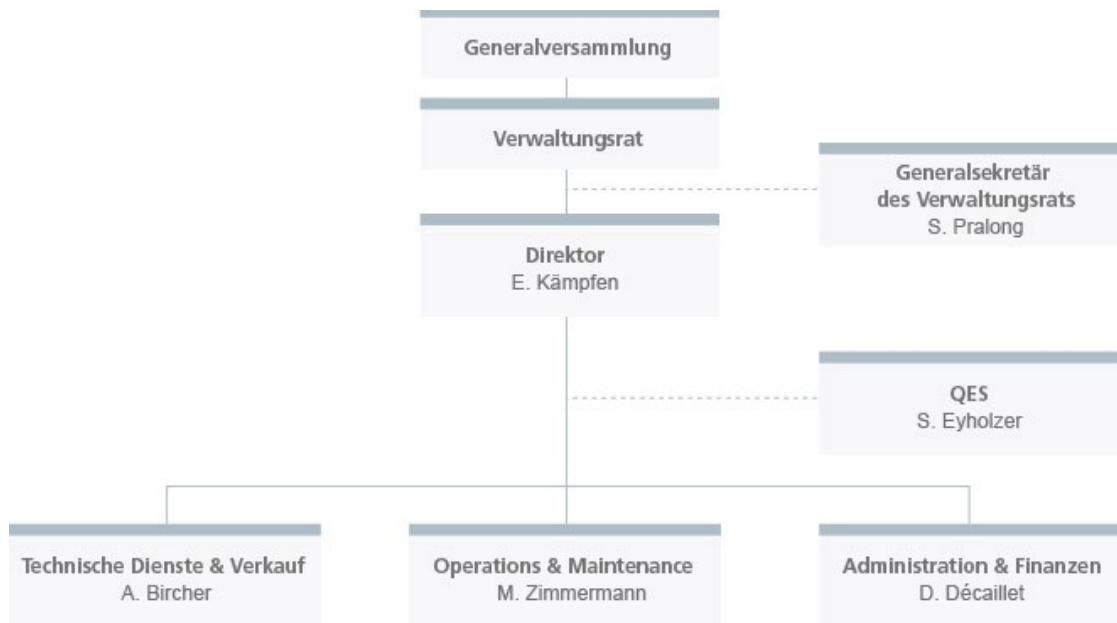 Generalversammlung
Verwaltungsrat
Generalsekretär
des Verwaltungsrats
S. Pralong
Direktor
E. Kämpfen
QES
S. Eyholzer
Technische Dienste & Verkauf
A. Bircher
Operations & Maintenance
M. Zimmermann
Administration & Finanzen
D. Décaillet